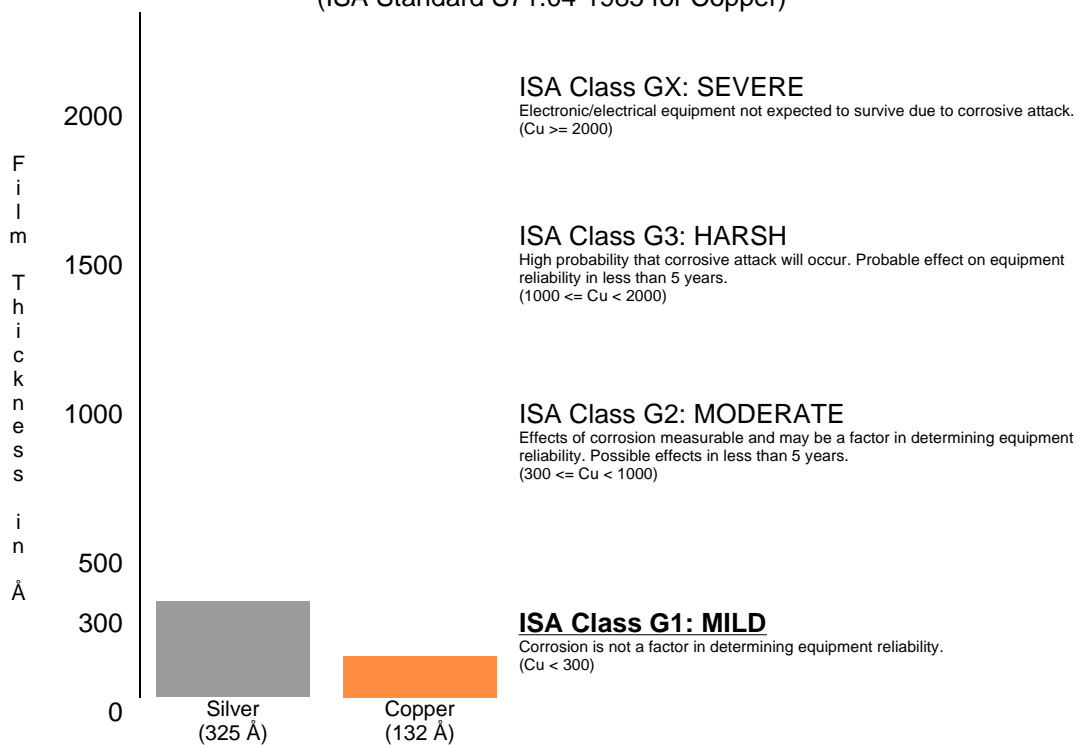 (ISA Standard S71.04-1985 for Copper)
ISA Class GX: SEVERE
2000
Electronic/electrical equipment not expected to survive due to corrosive attack.
(Cu >= 2000)
Film Thickness in Å
ISA Class G3: HARSH
1500
High probability that corrosive attack will occur. Probable effect on equipment
reliability in less than 5 years.
(1000 <= Cu < 2000)
1000
ISA Class G2: MODERATE
Effects of corrosion measurable and may be a factor in determining equipment
reliability. Possible effects in less than 5 years.
(300 <= Cu < 1000)
500
300
ISA Class G1: MILD
Corrosion is not a factor in determining equipment reliability.
(Cu < 300)
0
Silver
(325 Å)
Copper
(132 Å)